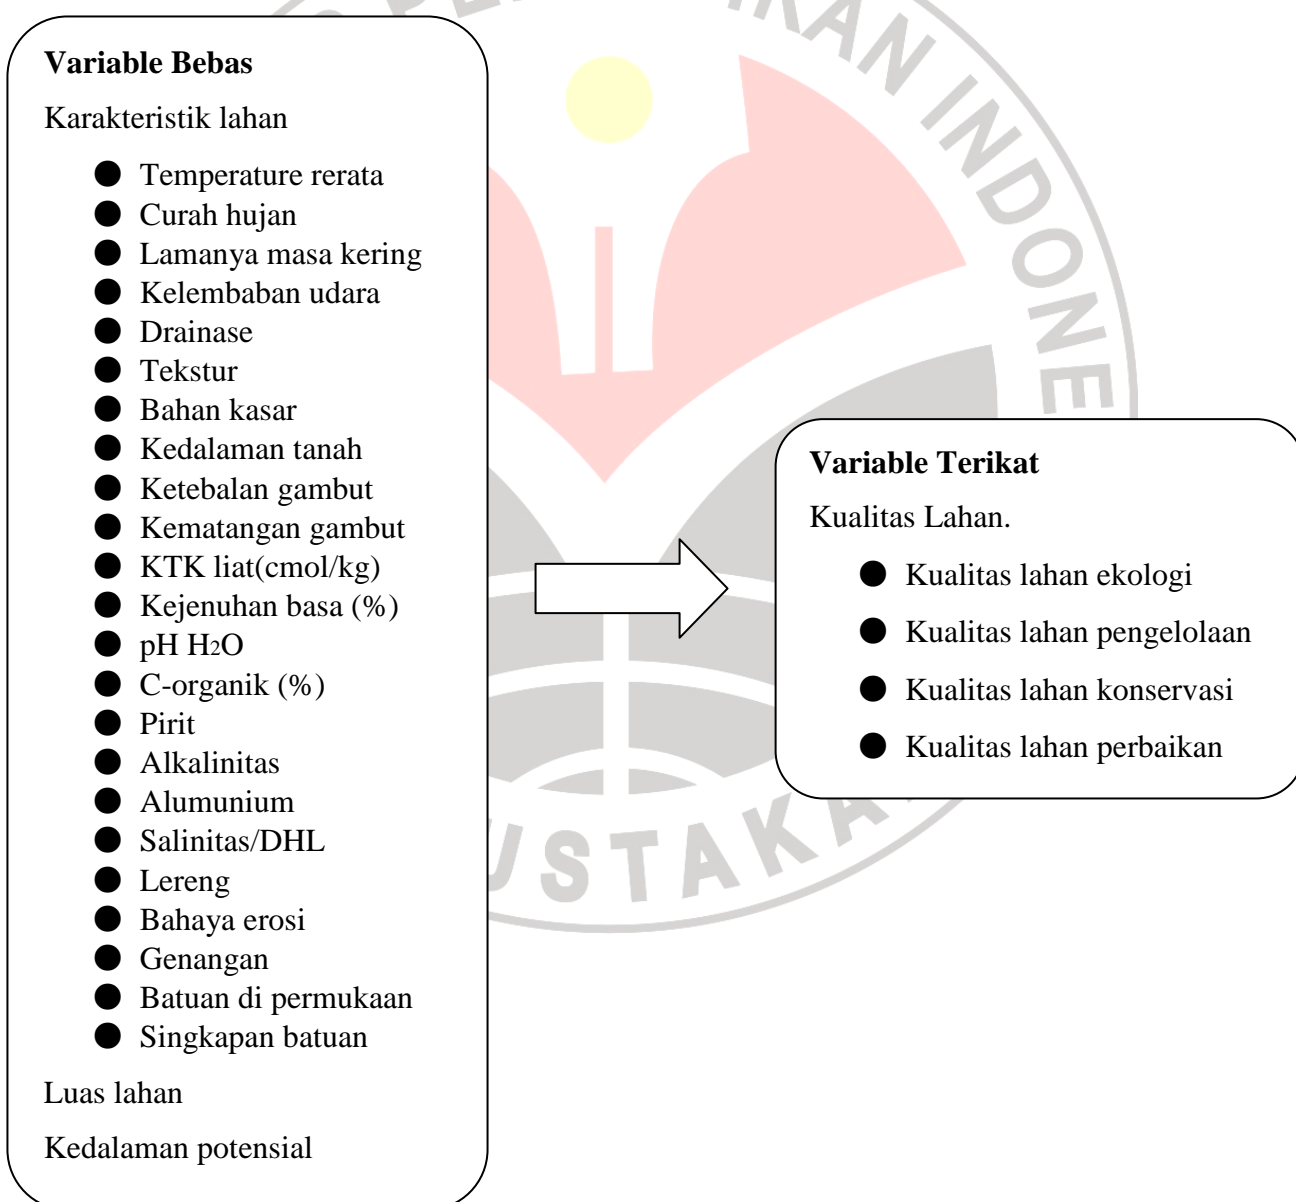 Variable Bebas
Karakteristik lahan
● Temperature rerata
● Curah hujan
● Lamanya masa kering
● Kelembaban udara
● Drainase
● Tekstur
● Bahan kasar
● Kedalaman tanah
● Ketebalan gambut
● Kematangan gambut
● KTK liat(cmol/kg)
● Kejenuhan basa (%)
● pH H2O
● C-organik (%)
● Pirit
● Alkalinitas
● Alumunium
● Salinitas/DHL
● Lereng
● Bahaya erosi
● Genangan
● Batuan di permukaan
● Singkapan batuan
Luas lahan
Kedalaman potensial
Variable Terikat
Kualitas Lahan.
● Kualitas lahan ekologi
● Kualitas lahan pengelolaan
● Kualitas lahan konservasi
● Kualitas lahan perbaikan